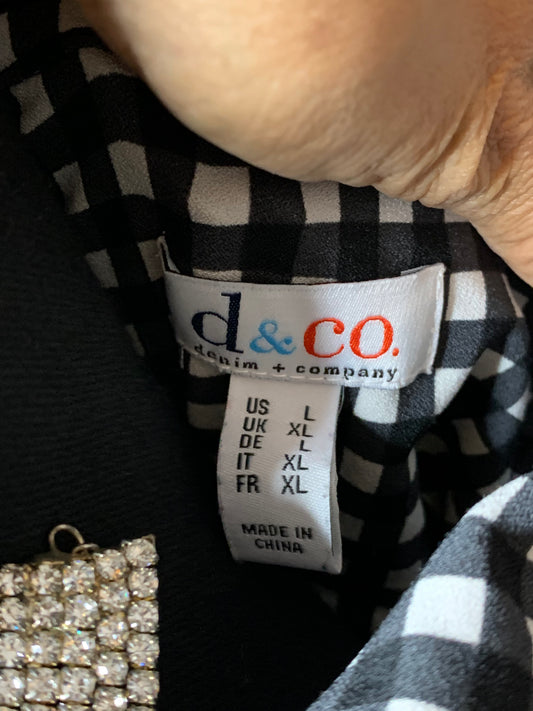 d&co.
denim + company
US L
UK XL
DE L
IT XL
FR XL
MADE IN
CHINA